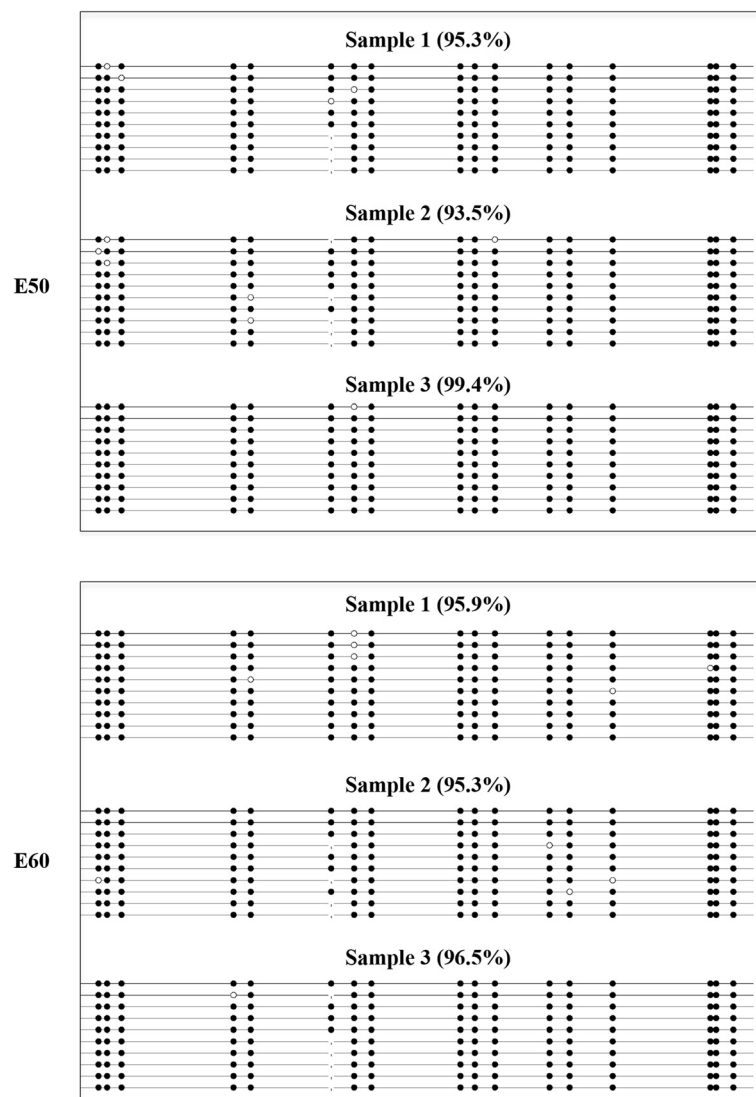 Sample 1 (95.3%)
Sample 2 (93.5%)
E50
Sample 3 (99.4%)
Sample 1 (95.9%)
Sample 2 (95.3%)
E60
Sample 3 (96.5%)